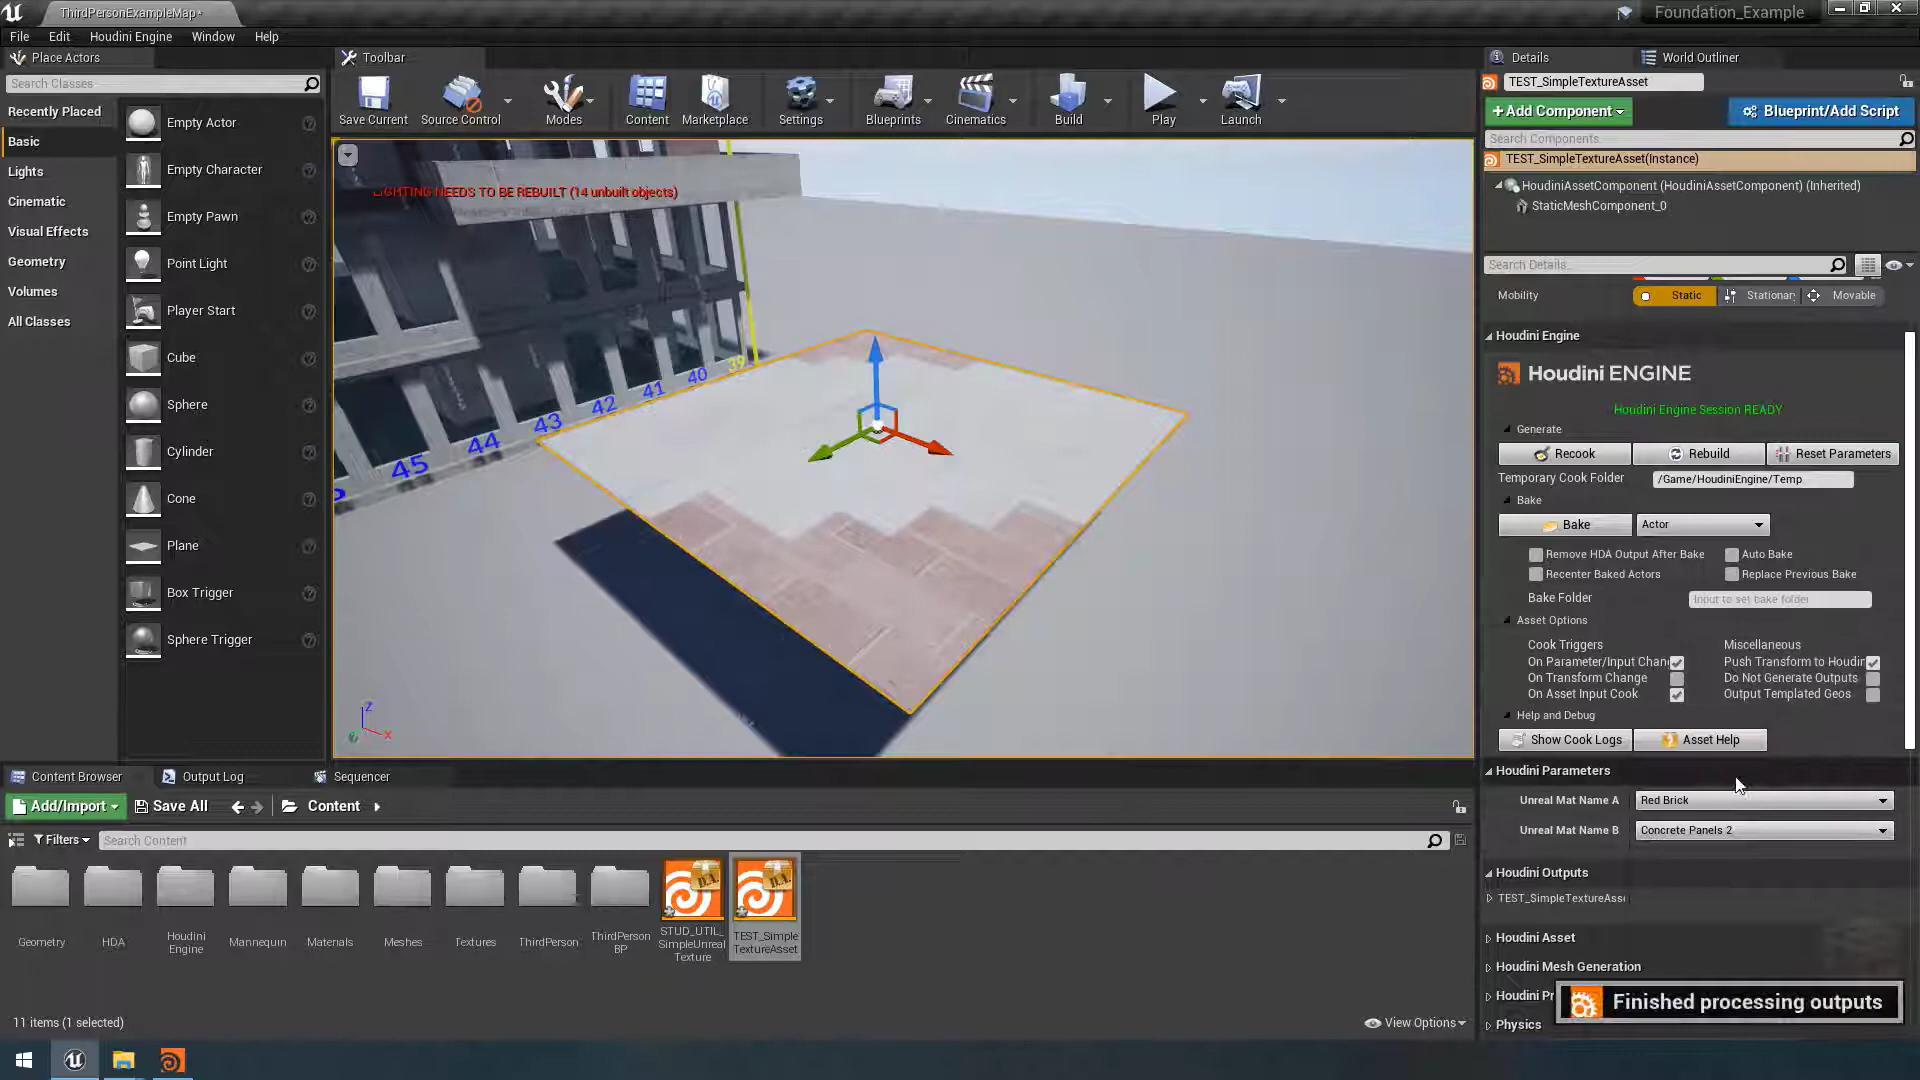 ThirdPersonExampleMap*
Foundation_Example
File Edit Houdini Engine Window Help
Place Actors
Search Classes
Recently Placed
Basic
Lights
Cinematic
Visual Effects
Geometry
Volumes
All Classes
Empty Actor
Empty Character
Empty Pawn
Point Light
Player Start
Cube
Sphere
Cylinder
Cone
Plane
Box Trigger
Sphere Trigger
Toolbar
Save Current
Source Control
Modes
Content
Marketplace
Settings
Blueprints
Cinematics
Build
Play
Launch
LIGHTING NEEDS TO BE REBUILT (14 unbuilt objects)
39
40
41
42
43
44
45
Z
X
Details
World Outliner
TEST_SimpleTextureAsset
+Add Component
Blueprint/Add Script
Search Components
TEST_SimpleTextureAsset(Instance)
HoudiniAssetComponent (HoudiniAssetComponent) (Inherited)
StaticMeshComponent_0
Search Details
Mobility
Static
Stationar
Movable
Houdini Engine
Houdini ENGINE
Houdini Engine Session READY
Generate
Recook
Rebuild
Reset Parameters
Temporary Cook Folder
/Game/HoudiniEngine/Temp
Bake
Bake
Actor
Remove HDA Output After Bake
Auto Bake
Recenter Baked Actors
Replace Previous Bake
Bake Folder
Input to set bake folder
Asset Options
Cook Triggers
Miscellaneous
On Parameter/Input Chan
Push Transform to Houdin
On Transform Change
Do Not Generate Outputs
On Asset Input Cook
Output Templated Geos
Help and Debug
Show Cook Logs
Asset Help
Houdini Parameters
Unreal Mat Name A
Red Brick
Unreal Mat Name B
Concrete Panels 2
Houdini Outputs
TEST_SimpleTextureAss
Houdini Asset
Houdini Mesh Generation
Houdini Pr
Physics
Finished processing outputs
Content Browser
Output Log
Sequencer
Add/Import
Save All
Content
Filters
Search Content
Geometry
HDA
Houdini
Engine
Mannequin
Materials
Meshes
Textures
ThirdPerson
ThirdPerson
BP
STUD_UTIL_
SimpleUnreal
Texture
TEST_Simple
TextureAsset
11 items (1 selected)
View Options